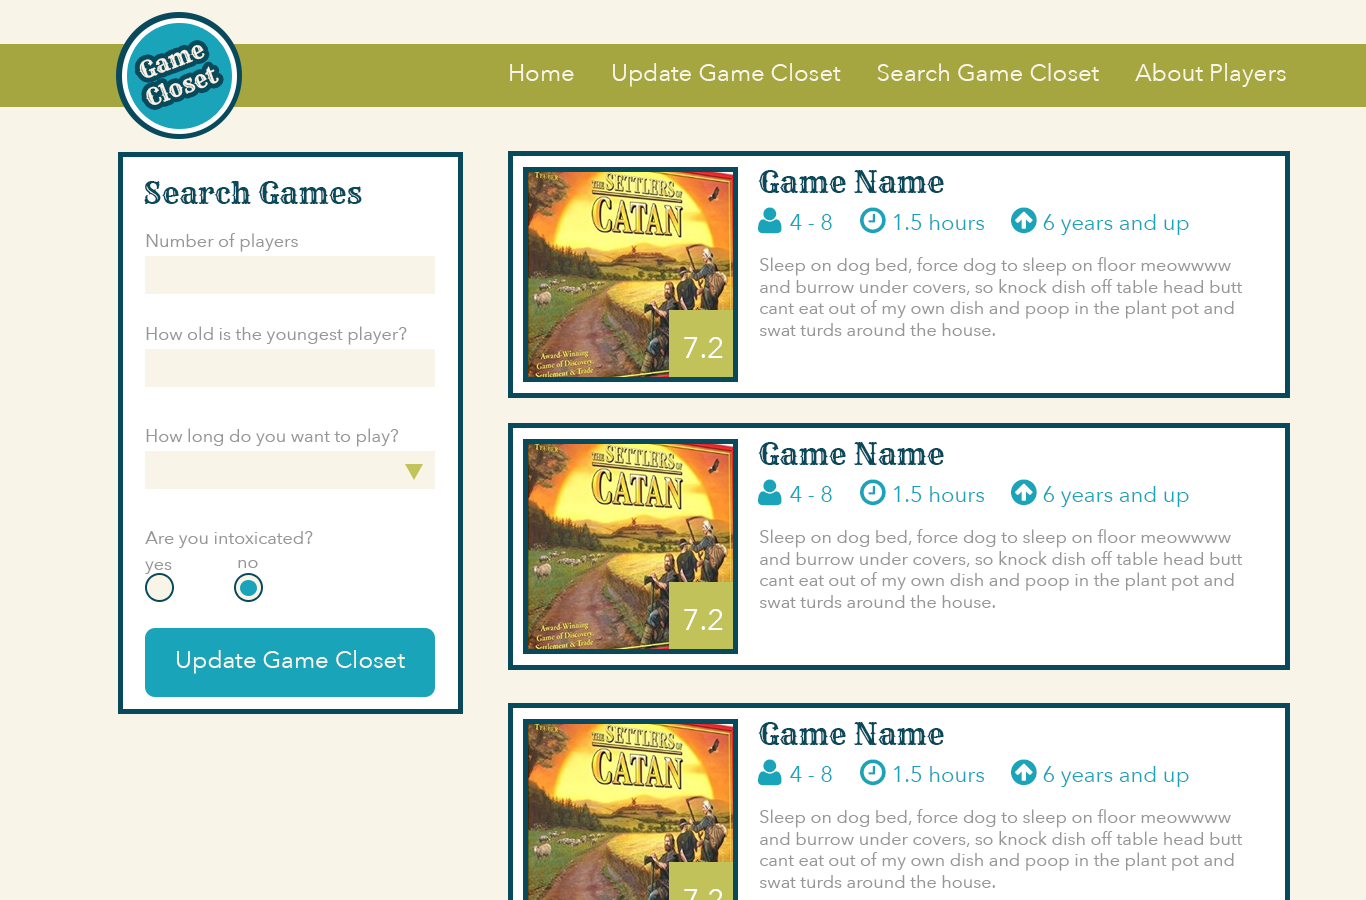 Game
Closet
Home Update Game Closet Search Game Closet About Players
Search Games
Number of players
How old is the youngest player?
How long do you want to play?
Are you intoxicated?
yes no
Update Game Closet
THE SETTLERS OF
CATAN
Award-Winning
Game of Discovery,
Settlement & Trade
7.2
Game Name
4 - 8 1.5 hours 6 years and up
Sleep on dog bed, force dog to sleep on floor meowwww
and burrow under covers, so knock dish off table head butt
cant eat out of my own dish and poop in the plant pot and
swat turds around the house.
THE SETTLERS OF
CATAN
Award-Winning
Game of Discovery,
Settlement & Trade
7.2
Game Name
4 - 8 1.5 hours 6 years and up
Sleep on dog bed, force dog to sleep on floor meowwww
and burrow under covers, so knock dish off table head butt
cant eat out of my own dish and poop in the plant pot and
swat turds around the house.
THE SETTLERS OF
CATAN
7.2
Game Name
4 - 8 1.5 hours 6 years and up
Sleep on dog bed, force dog to sleep on floor meowwww
and burrow under covers, so knock dish off table head butt
cant eat out of my own dish and poop in the plant pot and
swat turds around the house.